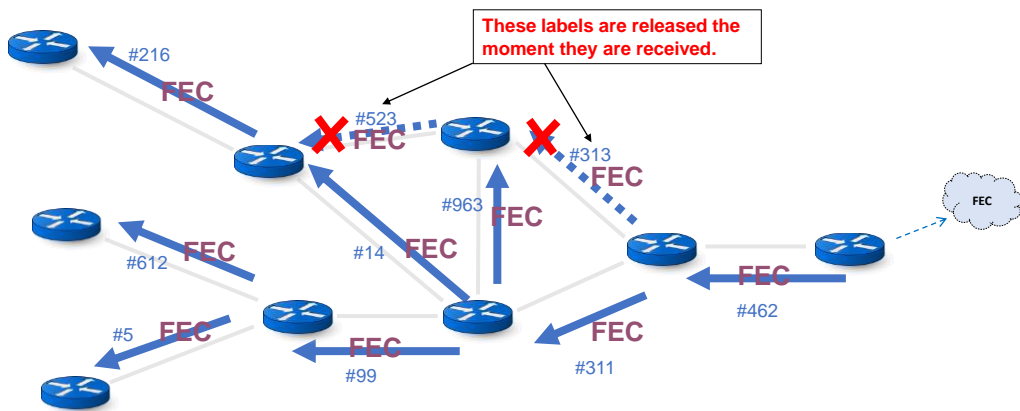 These labels are released the
moment they are received.
#216
FEC
#523
FEC
#313
FEC
#963
FEC
FEC
#14
FEC
FEC
#612
FEC
#462
#5
FEC
FEC
#311
FEC
#99